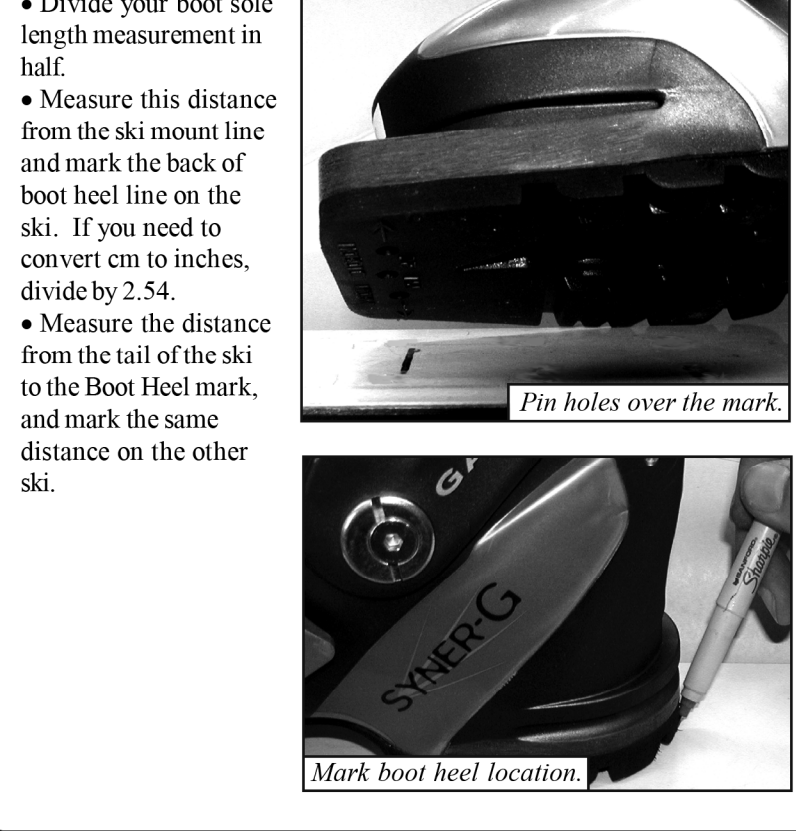 • Divide your boot sole
length measurement in
half.
• Measure this distance
from the ski mount line
and mark the back of
boot heel line on the
ski.  If you need to
convert cm to inches,
divide by 2.54.
• Measure the distance
from the tail of the ski
to the Boot Heel mark,
and mark the same
distance on the other
ski.
Pin holes over the mark.
GA
SYNER-G
SANFORD
Sharpie
Mark boot heel location.